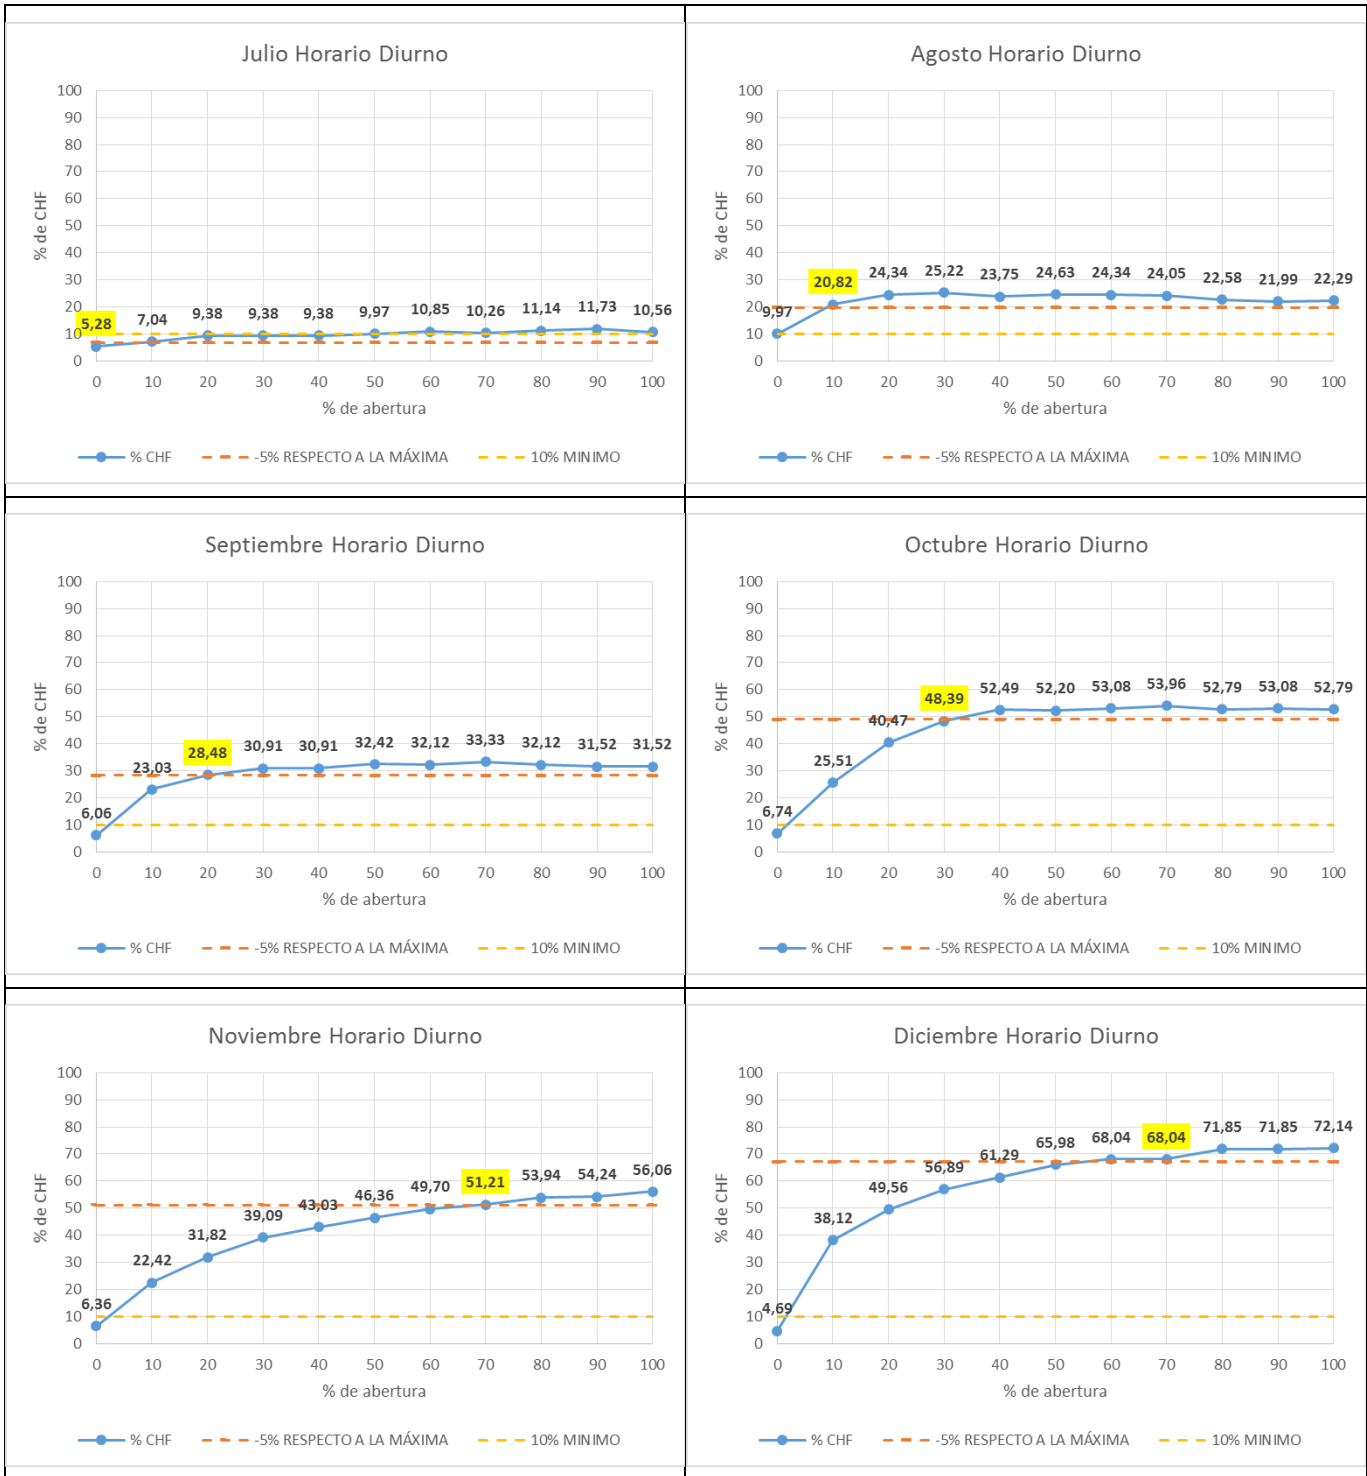 Julio Horario Diurno
100
90
80
70
60
50
40
30
20
10
0
% de CHF
5,28 7,04 9,38 9,38 9,38 9,97 10,85 10,26 11,14 11,73 10,56
0 10 20 30 40 50 60 70 80 90 100
% de abertura
% CHF -5% RESPECTO A LA MÁXIMA 10% MINIMO
Agosto Horario Diurno
100
90
80
70
60
50
40
30
20
10
0
% de CHF
9,97 20,82 24,34 25,22 23,75 24,63 24,34 24,05 22,58 21,99 22,29
0 10 20 30 40 50 60 70 80 90 100
% de abertura
% CHF -5% RESPECTO A LA MÁXIMA 10% MINIMO
Septiembre Horario Diurno
100
90
80
70
60
50
40
30
20
10
0
% de CHF
6,06 23,03 28,48 30,91 30,91 32,42 32,12 33,33 32,12 31,52 31,52
0 10 20 30 40 50 60 70 80 90 100
% de abertura
% CHF -5% RESPECTO A LA MÁXIMA 10% MINIMO
Octubre Horario Diurno
100
90
80
70
60
50
40
30
20
10
0
% de CHF
6,74 25,51 40,47 48,39 52,49 52,20 53,08 53,96 52,79 53,08 52,79
0 10 20 30 40 50 60 70 80 90 100
% de abertura
% CHF -5% RESPECTO A LA MÁXIMA 10% MINIMO
Noviembre Horario Diurno
100
90
80
70
60
50
40
30
20
10
0
% de CHF
6,36 22,42 31,82 39,09 43,03 46,36 49,70 51,21 53,94 54,24 56,06
0 10 20 30 40 50 60 70 80 90 100
% de abertura
% CHF -5% RESPECTO A LA MÁXIMA 10% MINIMO
Diciembre Horario Diurno
100
90
80
70
60
50
40
30
20
10
0
% de CHF
4,69 38,12 49,56 56,89 61,29 65,98 68,04 68,04 71,85 71,85 72,14
0 10 20 30 40 50 60 70 80 90 100
% de abertura
% CHF -5% RESPECTO A LA MÁXIMA 10% MINIMO